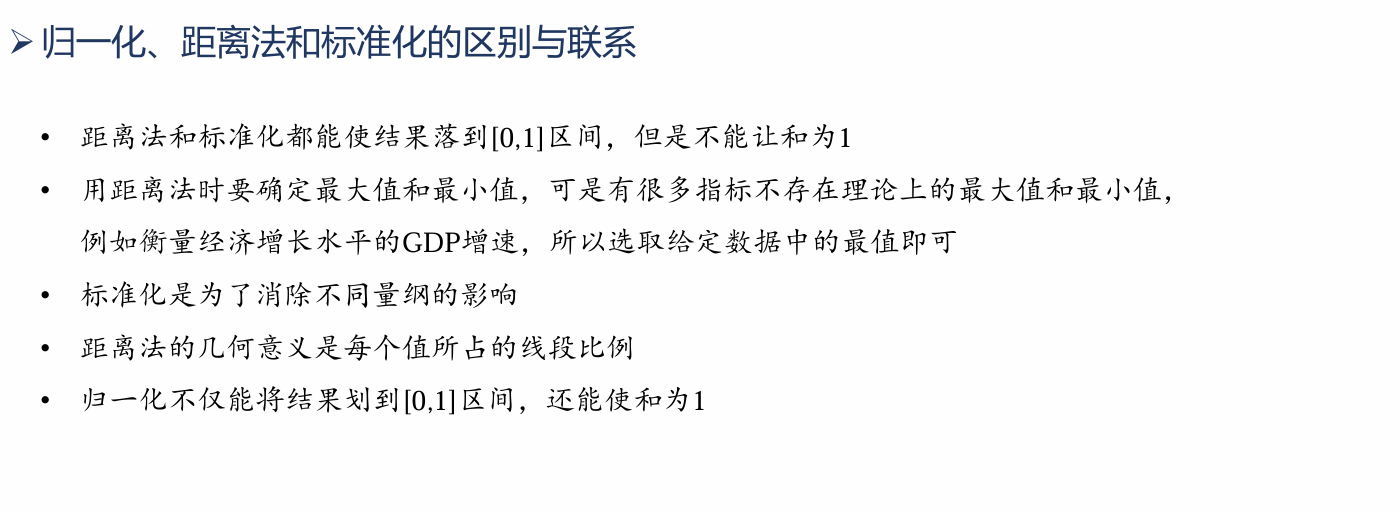 ➢归一化、距离法和标准化的区别与联系
• 距离法和标准化都能使结果落到[0,1]区间，但是不能让和为1
• 用距离法时要确定最大值和最小值，可是有很多指标不存在理论上的最大值和最小值，
例如衡量经济增长水平的GDP增速，所以选取给定数据中的最值即可
• 标准化是为了消除不同量纲的影响
• 距离法的几何意义是每个值所占的线段比例
• 归一化不仅能将结果划到[0,1]区间，还能使和为1